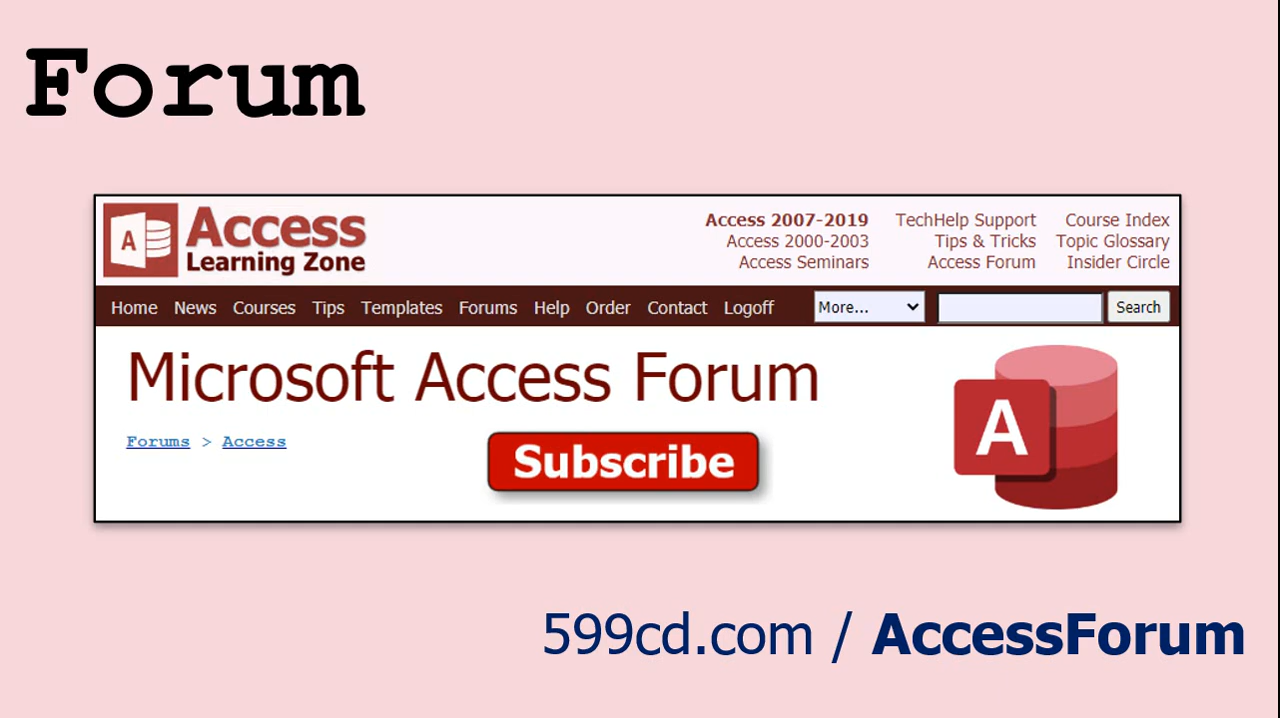 Forum
A Access
Learning Zone
Access 2007-2019 TechHelp Support Course Index
Access 2000-2003 Tips & Tricks Topic Glossary
Access Seminars Access Forum Insider Circle
Home News Courses Tips Templates Forums Help Order Contact Logoff More... Search
Microsoft Access Forum
Forums > Access
Subscribe
A
599cd.com / AccessForum